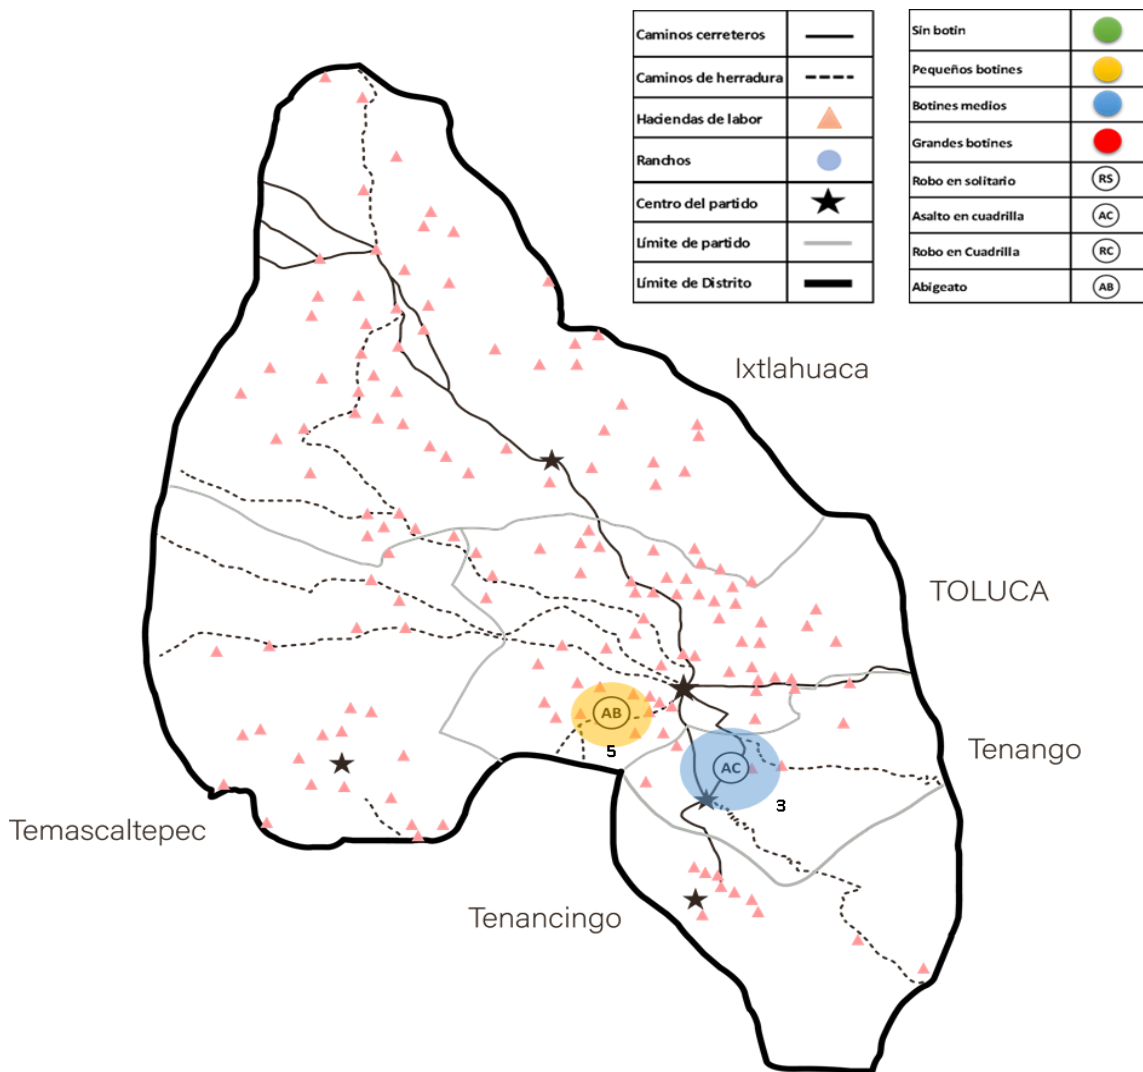 Caminos cerreteros
Caminos de herradura
Haciendas de labor
Ranchos
Centro del partido
Límite de partido
Límite de Distrito
Sin botin
Pequeños botines
Botines medios
Grandes botines
Robo en solitario RS
Asalto en cuadrilla AC
Robo en Cuadrilla RC
Abigeato AB
Ixtlahuaca
TOLUCA
AB
5
Tenango
AC
3
Temascaltepec
Tenancingo